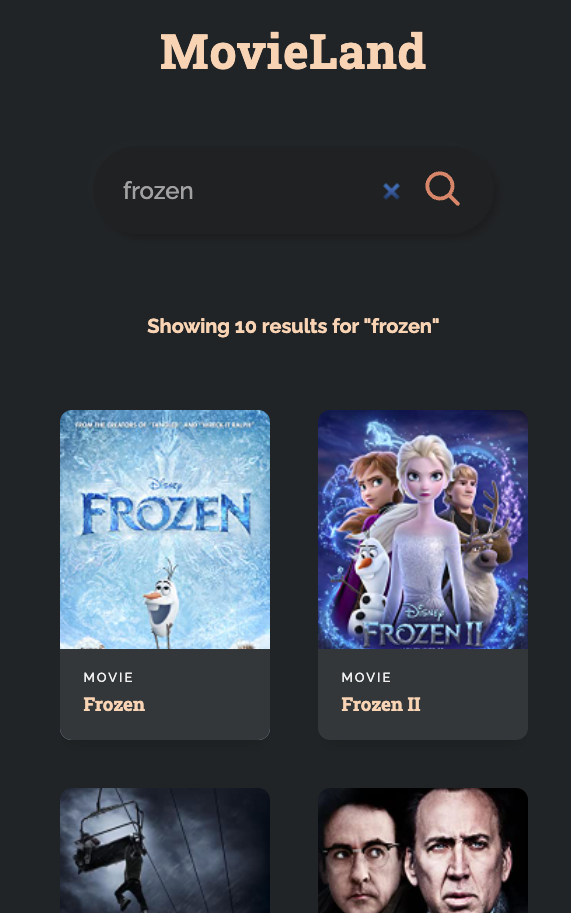 MovieLand
frozen
Showing 10 results for "frozen"
FROM THE CREATORS OF "TANGLED" AND "WRECK-IT RALPH"
Disney
FROZEN
Disney
FROZEN II
MOVIE
Frozen
MOVIE
Frozen II